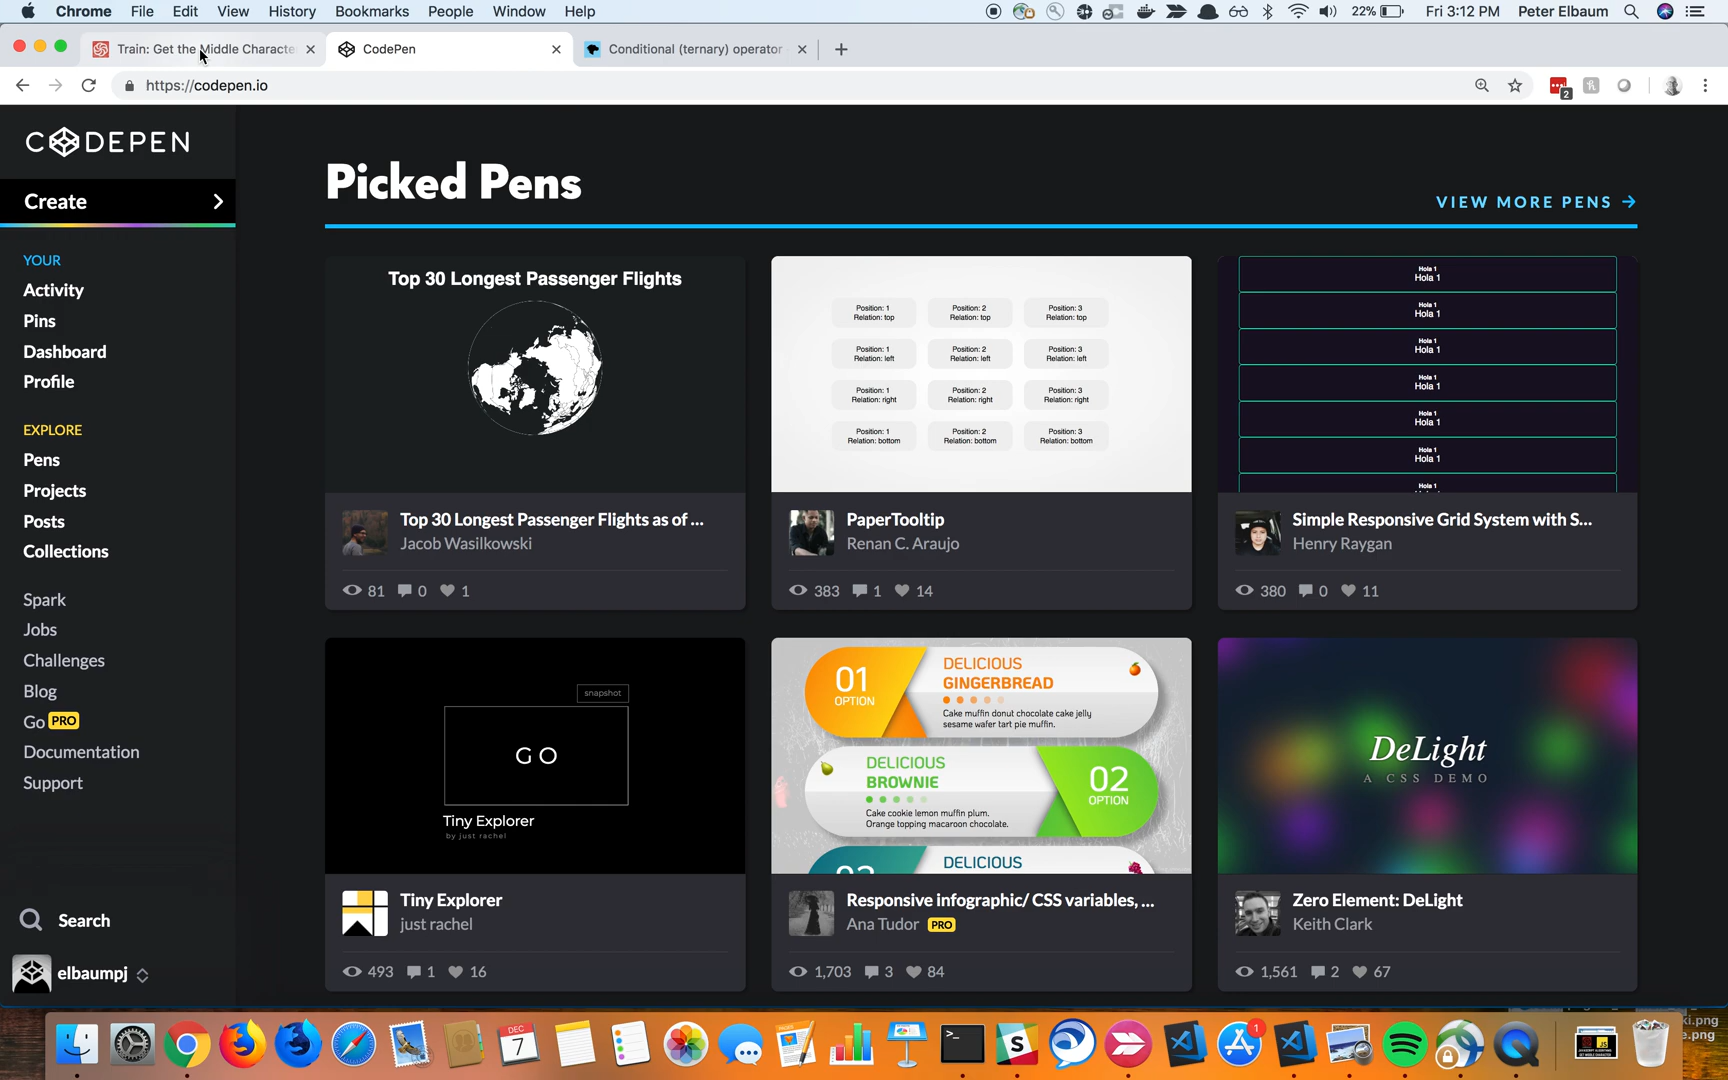 Chrome File Edit View History Bookmarks People Window Help
22% Fri 3:12 PM Peter Elbaum
Train: Get the Middle Characte
CodePen
Conditional (ternary) operator
https://codepen.io
2
CODEPEN
Create
YOUR
Activity
Pins
Dashboard
Profile
EXPLORE
Pens
Projects
Posts
Collections
Spark
Jobs
Challenges
Blog
Go PRO
Documentation
Support
Search
elbaumpj
Picked Pens
VIEW MORE PENS
Top 30 Longest Passenger Flights
Top 30 Longest Passenger Flights as of ...
Jacob Wasilkowski
81 0 1
Position: 1 Position: 2 Position: 3
Relation: top Relation: top Relation: top
Position: 1 Position: 2 Position: 3
Relation: left Relation: left Relation: left
Position: 1 Position: 2 Position: 3
Relation: right Relation: right Relation: right
Position: 1 Position: 2 Position: 3
Relation: bottom Relation: bottom Relation: bottom
PaperTooltip
Renan C. Araujo
383 1 14
Hola 1
Hola 1
Hola 1
Hola 1
Hola 1
Hola 1
Hola 1
Hola 1
Hola 1
Hola 1
Hola 1
Hola 1
Hola 1
Simple Responsive Grid System with S...
Henry Raygan
380 0 11
snapshot
GO
Tiny Explorer
by just rachel
Tiny Explorer
just rachel
493 1 16
01
OPTION
DELICIOUS
GINGERBREAD
Cake muffin donut chocolate cake jelly
sesame wafer tart pie muffin.
DELICIOUS
BROWNIE
Cake cookie lemon muffin plum.
Orange topping macaroon chocolate.
02
OPTION
DELICIOUS
Responsive infographic/ CSS variables, ...
Ana Tudor PRO
1,703 3 84
DeLight
A CSS DEMO
Zero Element: DeLight
Keith Clark
1,561 2 67
DEC
7
1
ki.png
e.png